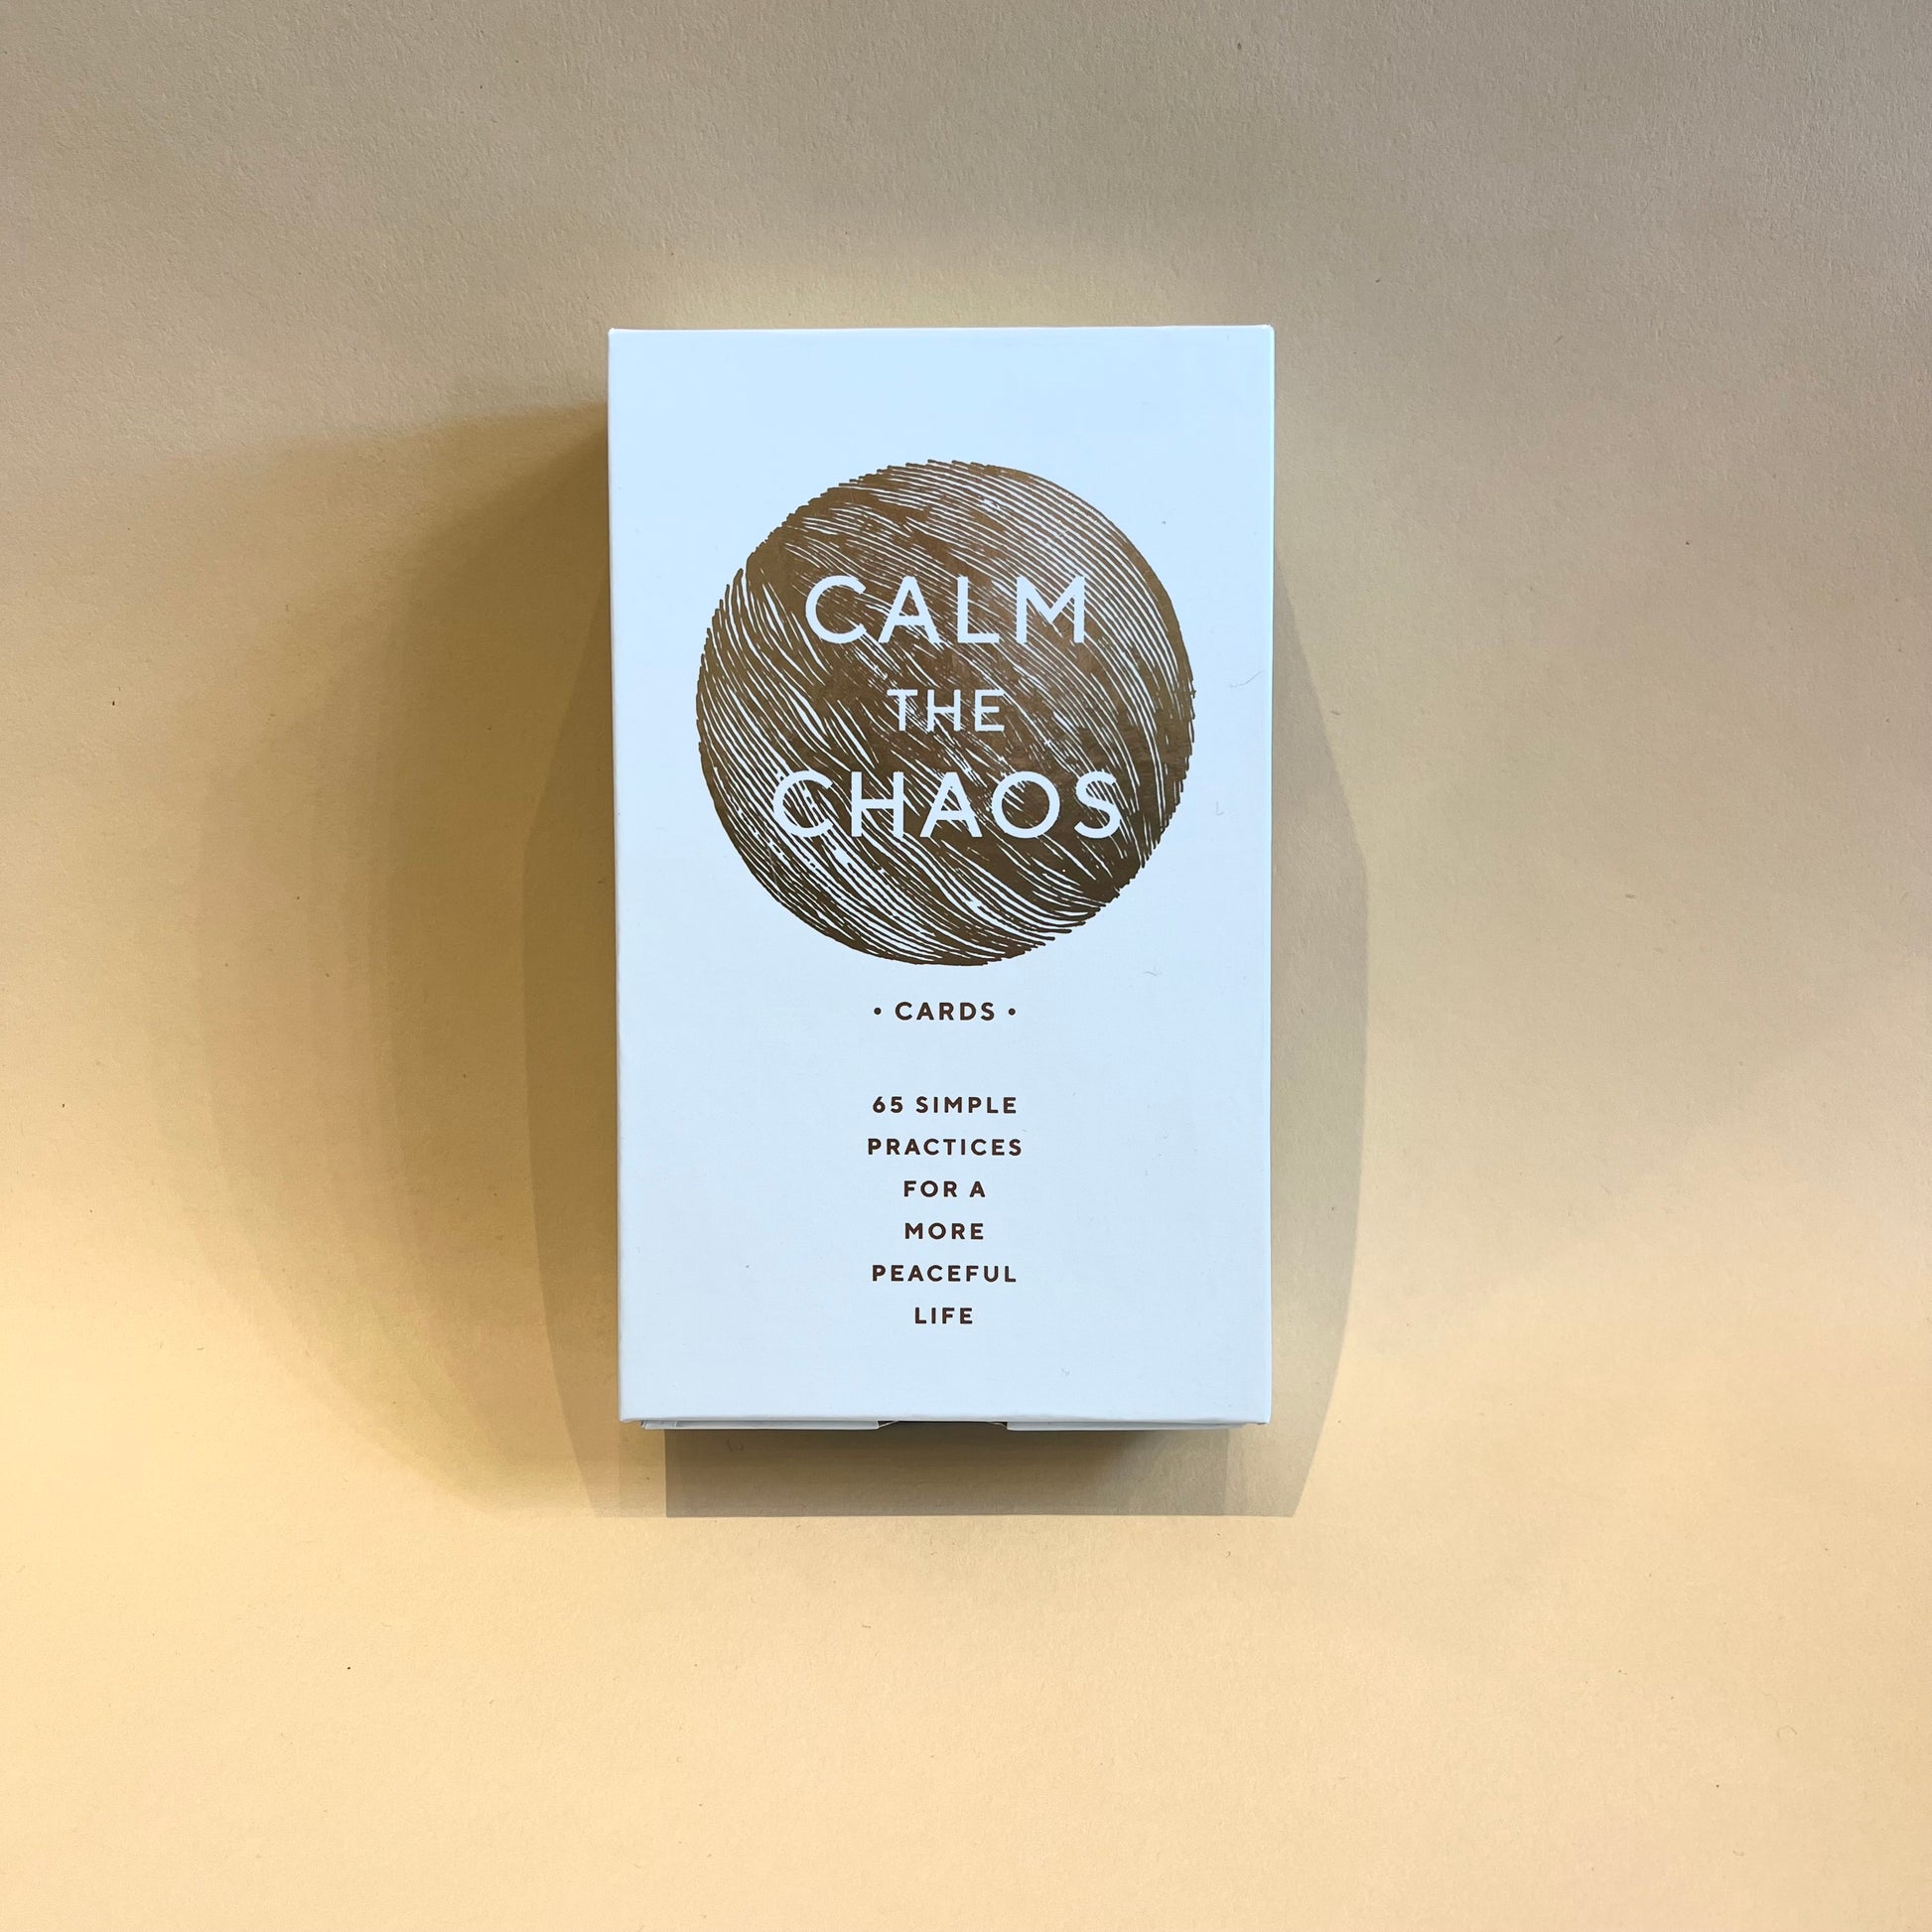 CALM
THE
CHAOS
• CARDS •
65 SIMPLE
PRACTICES
FOR A
MORE
PEACEFUL
LIFE